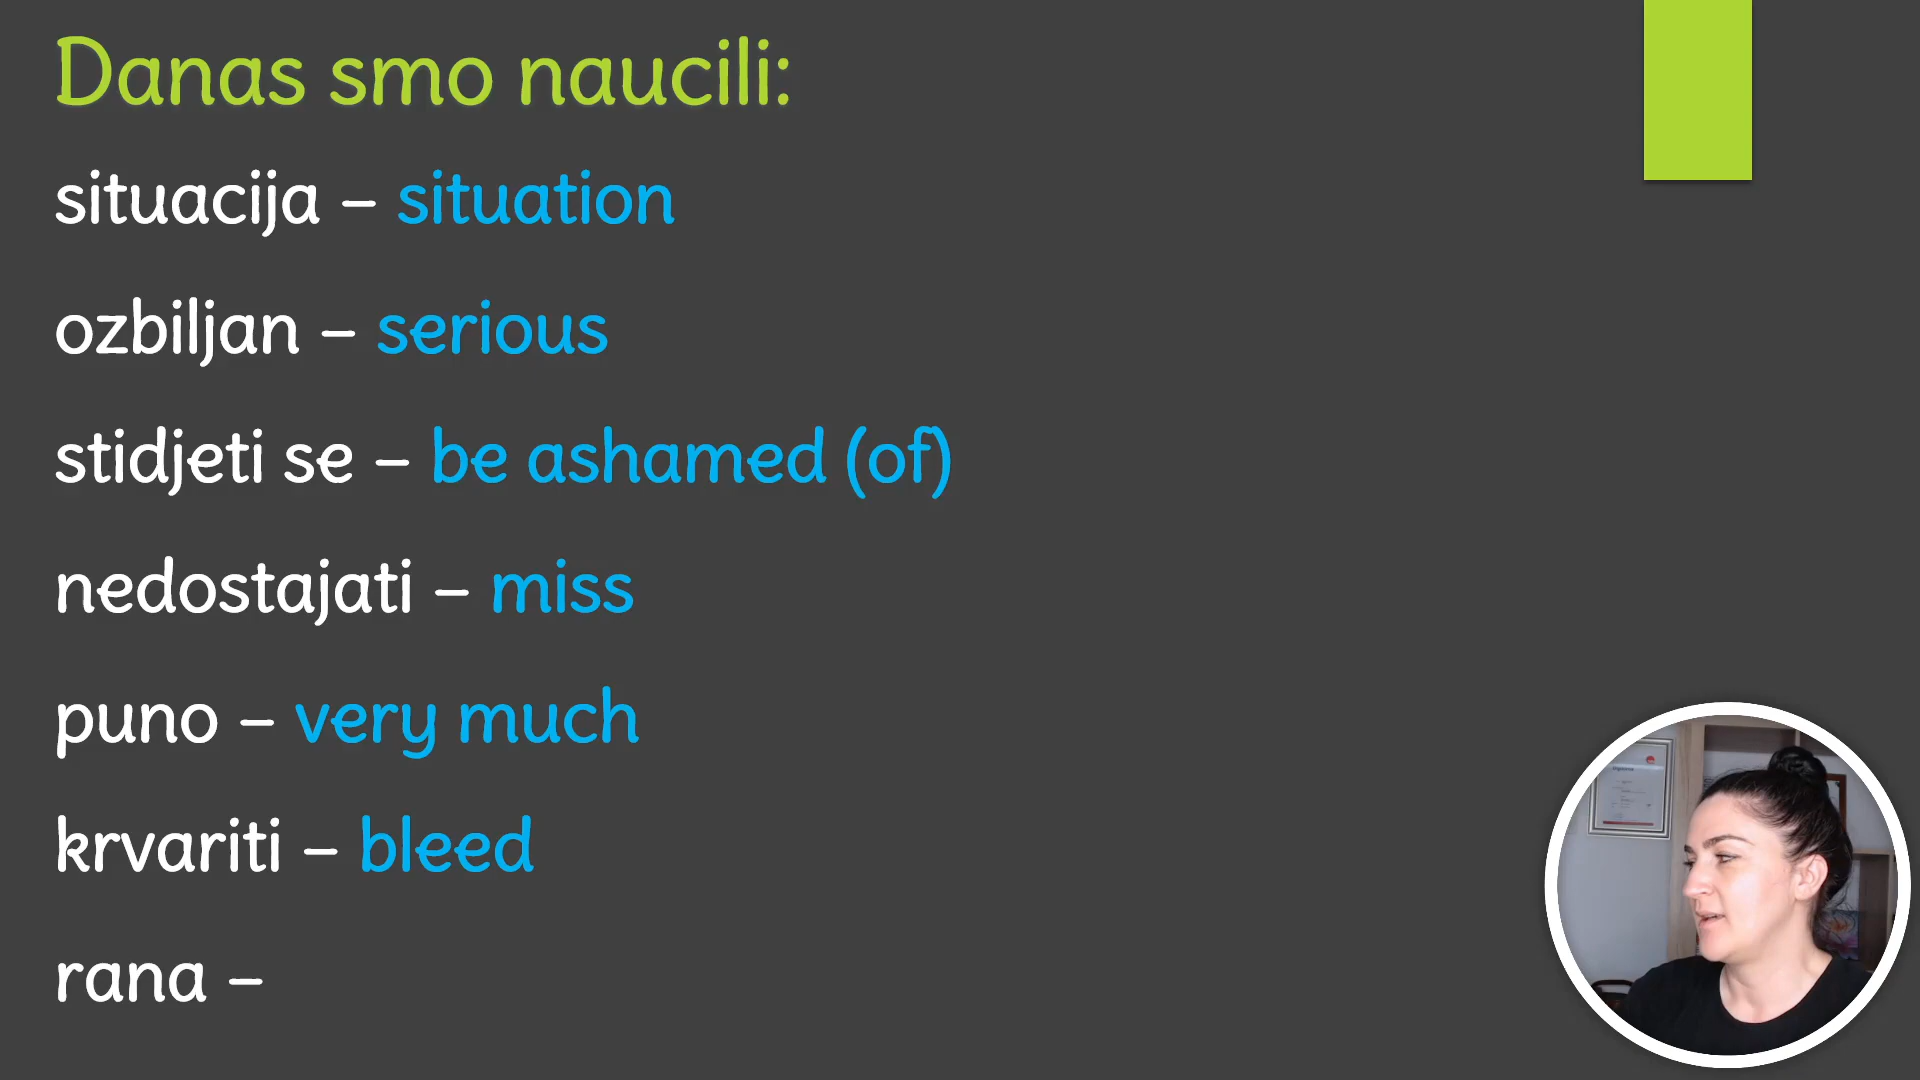 Danas smo naucili:
situacija – situation
ozbiljan – serious
stidjeti se – be ashamed (of)
nedostajati – miss
puno – very much
krvariti – bleed
rana –